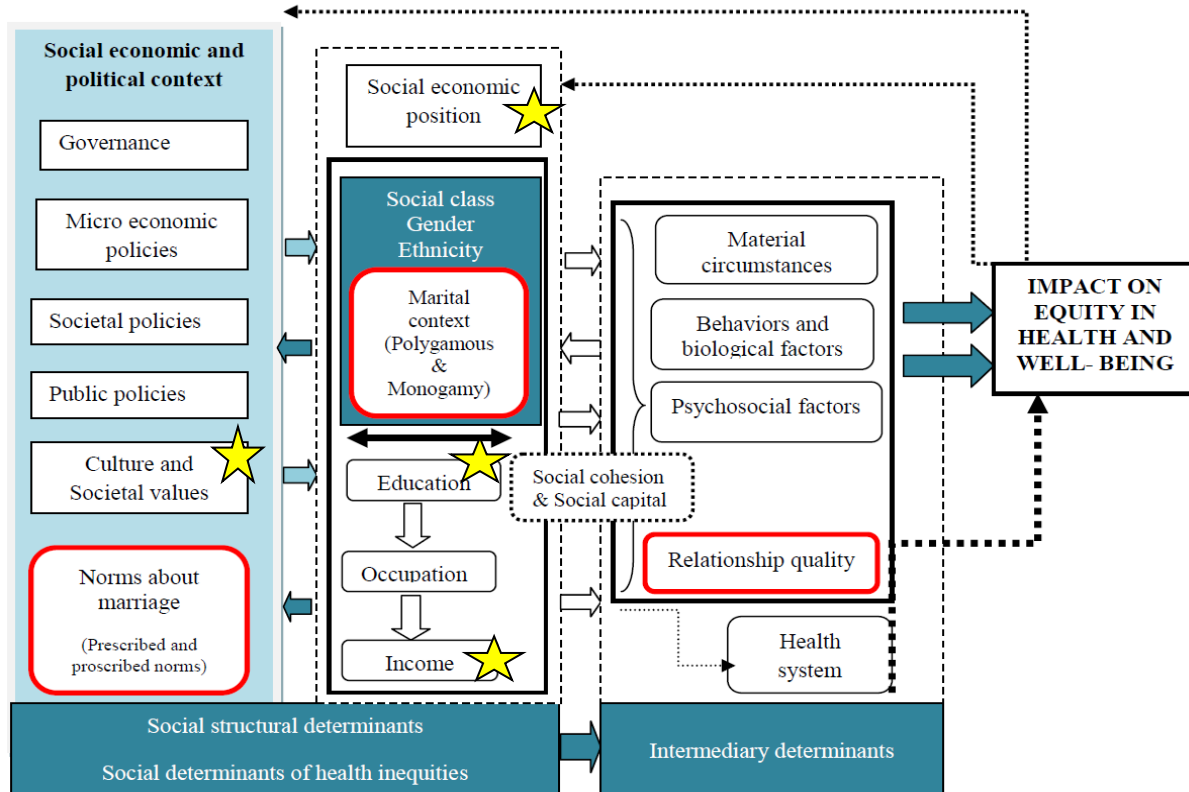 Social economic and
political context
Governance
Micro economic
policies
Societal policies
Public policies
Culture and
Societal values
Norms about
marriage
(Prescribed and
proscribed norms)
Social economic
position
Social class
Gender
Ethnicity
Marital
context
(Polygamous
&
Monogamy)
Education
Occupation
Income
Social cohesion
& Social capital
Material
circumstances
Behaviors and
biological factors
Psychosocial factors
Relationship quality
Health
system
IMPACT ON
EQUITY IN
HEALTH AND
WELL- BEING
Social structural determinants
Social determinants of health inequities
Intermediary determinants